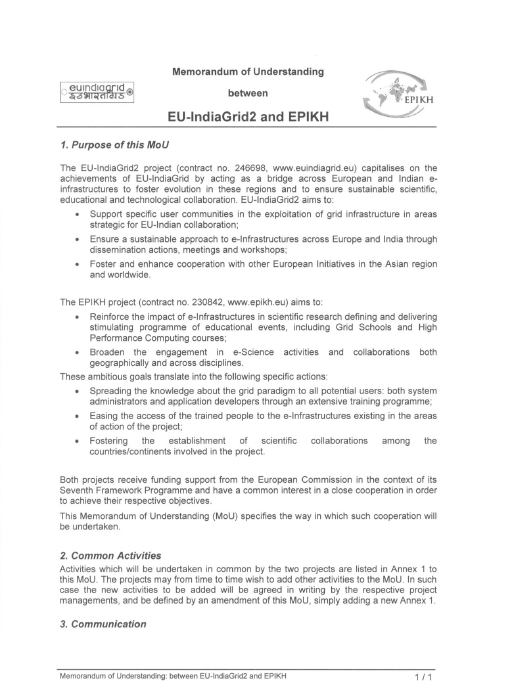 Memorandum of Understanding
euindiagrid
between
EPIKH
EU-IndiaGrid2 and EPIKH
1. Purpose of this MoU
The EU-IndiaGrid2 project (contract no. 246698, www.euindiagrid.eu) capitalises on the
achievements of EU-IndiaGrid by acting as a bridge across European and Indian e-
infrastructures to foster evolution in these regions and to ensure sustainable scientific,
educational and technological collaboration. EU-IndiaGrid2 aims to:
• Support specific user communities in the exploitation of grid infrastructure in areas
strategic for EU-Indian collaboration;
• Ensure a sustainable approach to e-Infrastructures across Europe and India through
dissemination actions, meetings and workshops;
• Foster and enhance cooperation with other European Initiatives in the Asian region
and worldwide.
The EPIKH project (contract no. 230842, www.epikh.eu) aims to:
• Reinforce the impact of e-Infrastructures in scientific research defining and delivering
stimulating programme of educational events, including Grid Schools and High
Performance Computing courses;
• Broaden the engagement in e-Science activities and collaborations both
geographically and across disciplines.
These ambitious goals translate into the following specific actions:
• Spreading the knowledge about the grid paradigm to all potential users: both system
administrators and application developers through an extensive training programme;
• Easing the access of the trained people to the e-Infrastructures existing in the areas
of action of the project;
• Fostering the establishment of scientific collaborations among the
countries/continents involved in the project.
Both projects receive funding support from the European Commission in the context of its
Seventh Framework Programme and have a common interest in a close cooperation in order
to achieve their respective objectives.
This Memorandum of Understanding (MoU) specifies the way in which such cooperation will
be undertaken.
2. Common Activities
Activities which will be undertaken in common by the two projects are listed in Annex 1 to
this MoU. The projects may from time to time wish to add other activities to the MoU. In such
case the new activities to be added will be agreed in writing by the respective project
managements, and be defined by an amendment of this MoU, simply adding a new Annex 1.
3. Communication
Memorandum of Understanding: between EU-IndiaGrid2 and EPIKH
1 / 1